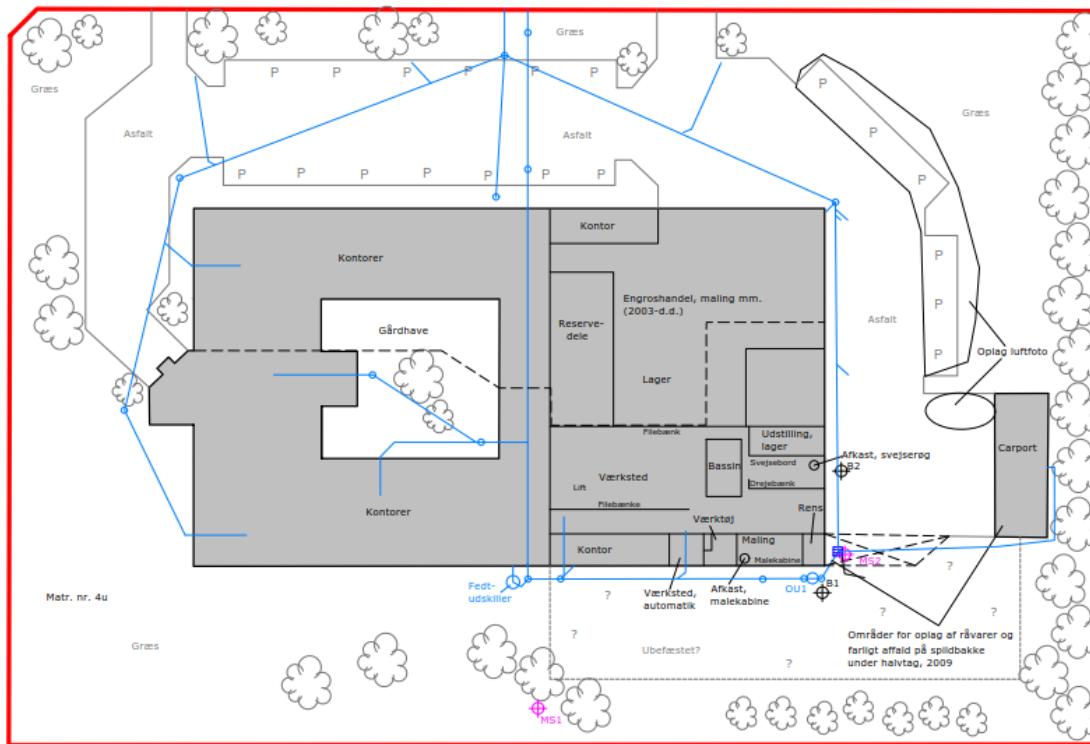 Græs
Græs
P
P
P
P
P
P
P
Græs
Asfalt
Asfalt
P
P
P
P
P
P
P
P
P
Kontor
Kontorer
P
Engroshandel, maling mm.
(2003-d.d.)
P
Gårdhave
Reserve-
dele
Asfalt
P
Oplag luftfoto
Lager
Filebænk
Udstilling,
lager
Carport
Afkast, svejserøg
B2
Bassin
Svejsebord
Værksted
Drejebænk
Lift
Filebænke
Rens
Kontorer
Værktøj
Maling
Kontor
Malekabine
MS2
?
Fedt-
udskiller
Værksted,
automatik
Afkast,
malekabine
OU1
B1
Matr. nr. 4u
?
?
?
?
Områder for oplag af råvarer og
farligt affald på spildbakke
under halvtag, 2009
Græs
Ubefæstet?
?
MS1